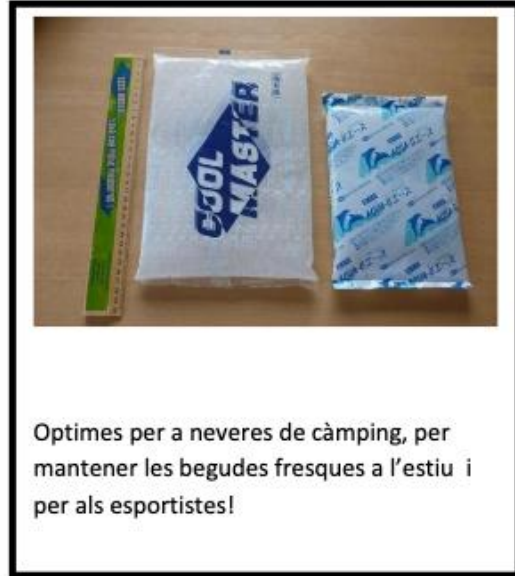 COOL
MASTER
Optimes per a neveres de càmping, per
mantener les begudes fresques a l'estiu i
per als esportistes!